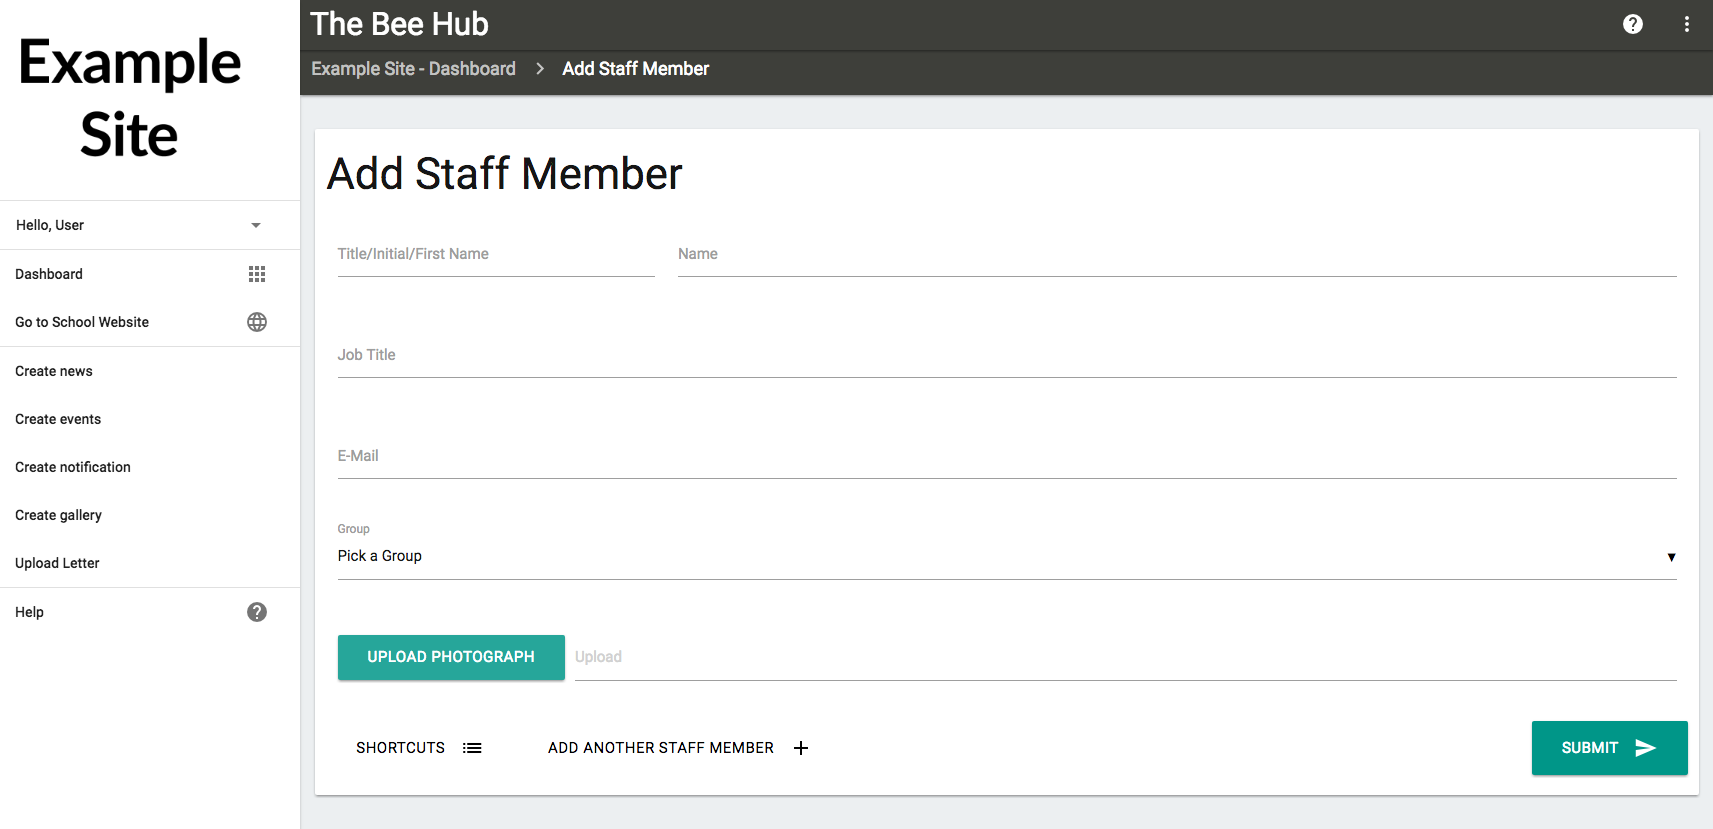 Example
Site
Hello, User
Dashboard
Go to School Website
Create news
Create events
Create notification
Create gallery
Upload Letter
Help
The Bee Hub
Example Site - Dashboard > Add Staff Member
Add Staff Member
Title/Initial/First Name Name
Job Title
E-Mail
Group
Pick a Group
UPLOAD PHOTOGRAPH Upload
SHORTCUTS ADD ANOTHER STAFF MEMBER + SUBMIT